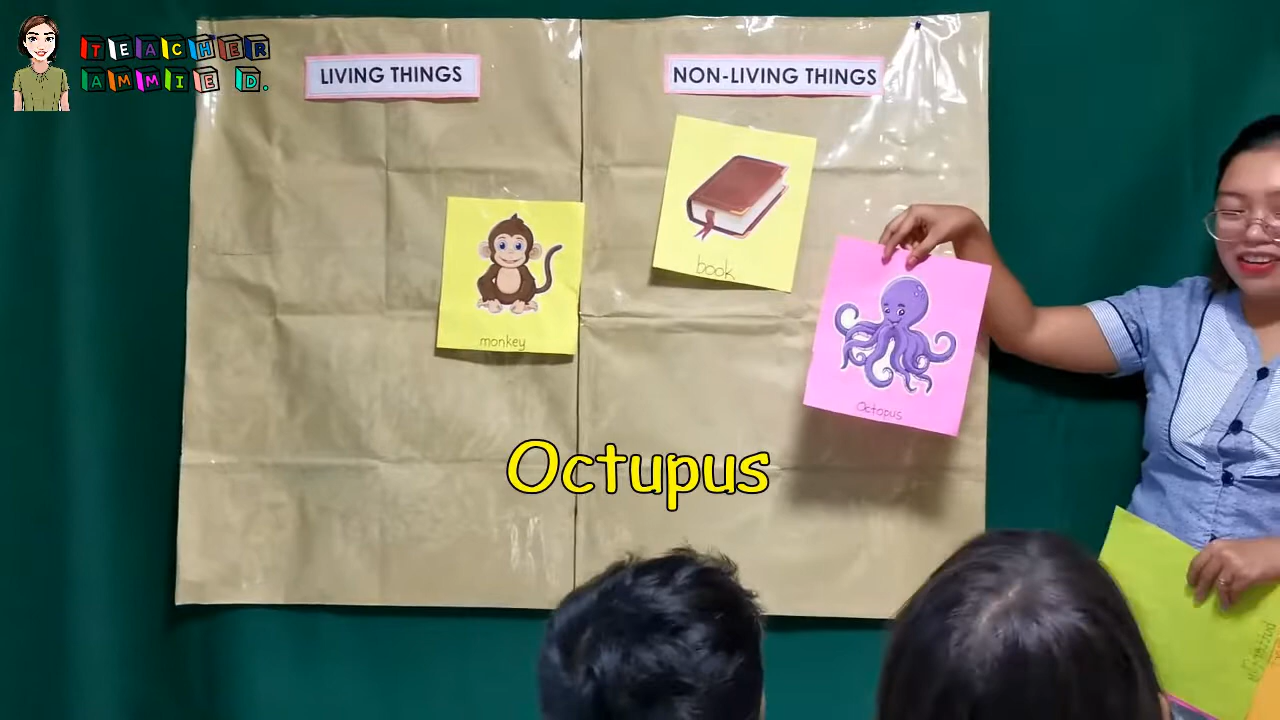 TEACHER
AMMIE D.
LIVING THINGS
NON-LIVING THINGS
book
monkey
Octopus
Octupus